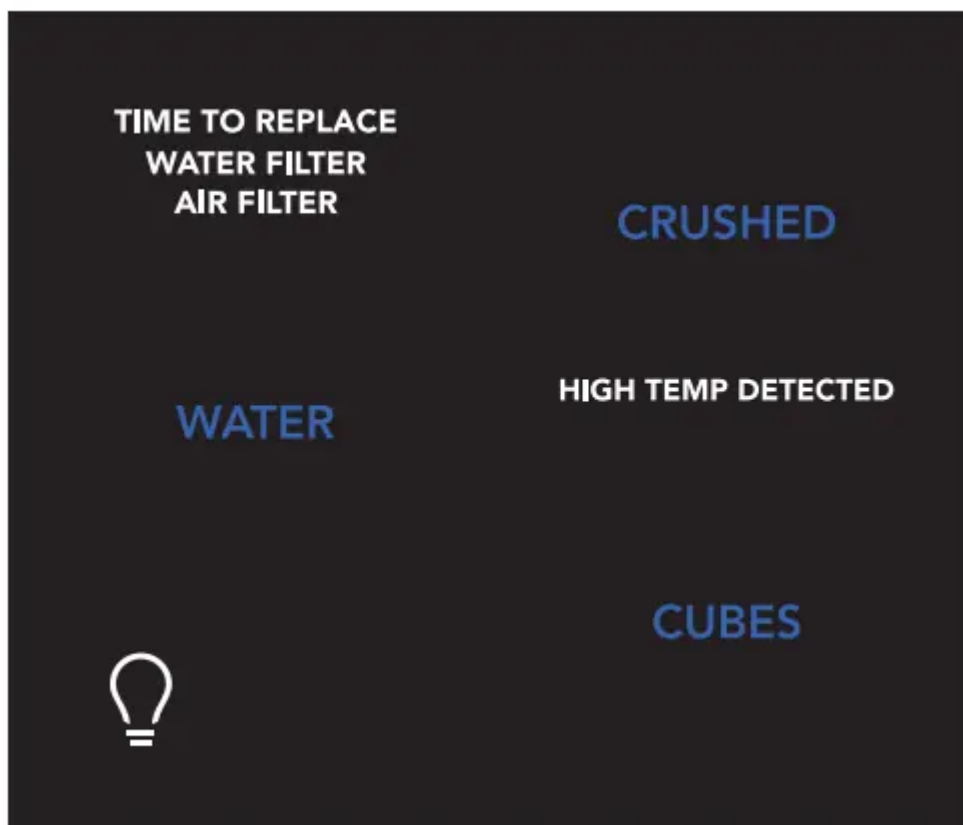 TIME TO REPLACE
WATER FILTER
AIR FILTER
CRUSHED
WATER
HIGH TEMP DETECTED
CUBES